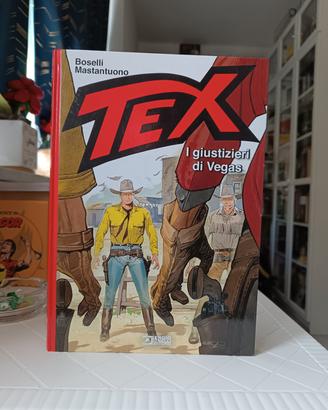 Boselli
Mastantuono
TEX
I giustizieri
di Vegas